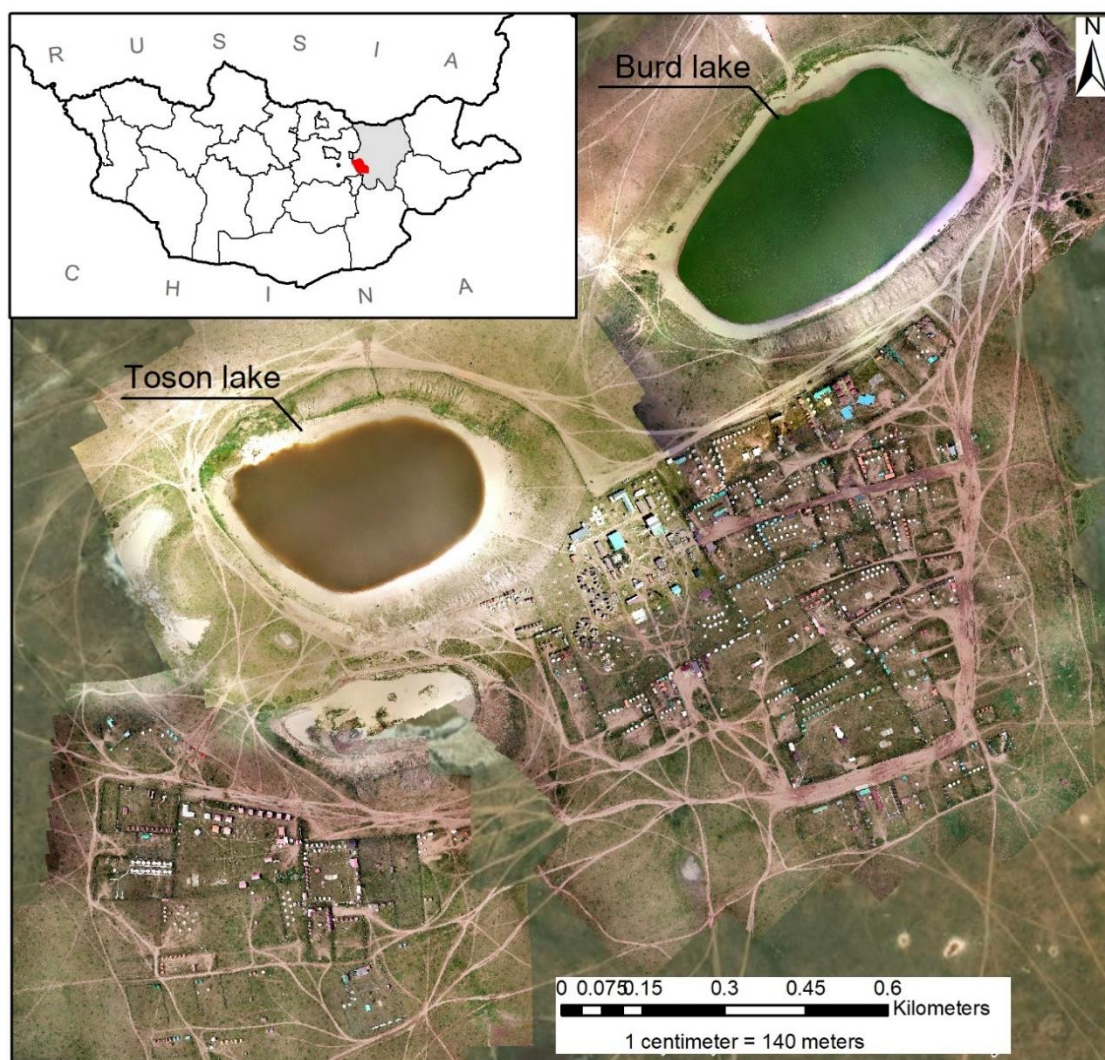 R U S S I A
C H I N A
N
Burd lake
Toson lake
0 0.075 0.15 0.3 0.45 0.6
Kilometers
1 centimeter = 140 meters